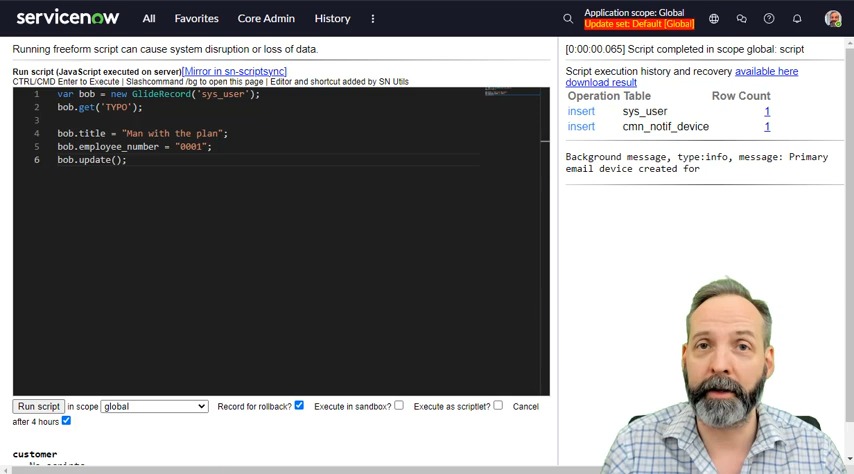 servicenow All Favorites Core Admin History
Application scope: Global
Update set: Default [Global]
Running freeform script can cause system disruption or loss of data.
Run script (JavaScript executed on server)[Mirror in sn-scriptsync]
CTRL/CMD Enter to Execute | Slashcommand /bg to open this page | Editor and shortcut added by SN Utils
1 var bob = new GlideRecord('sys_user');
2 bob.get('TYPO');
3
4 bob.title = "Man with the plan";
5 bob.employee_number = "0001";
6 bob.update();
Run script in scope global Record for rollback? Execute in sandbox? Execute as scriptlet? Cancel
after 4 hours
customer
No scripts
[0:00:00.065] Script completed in scope global: script
Script execution history and recovery available here
download result
Operation Table Row Count
insert sys_user 1
insert cmn_notif_device 1
Background message, type:info, message: Primary
email device created for